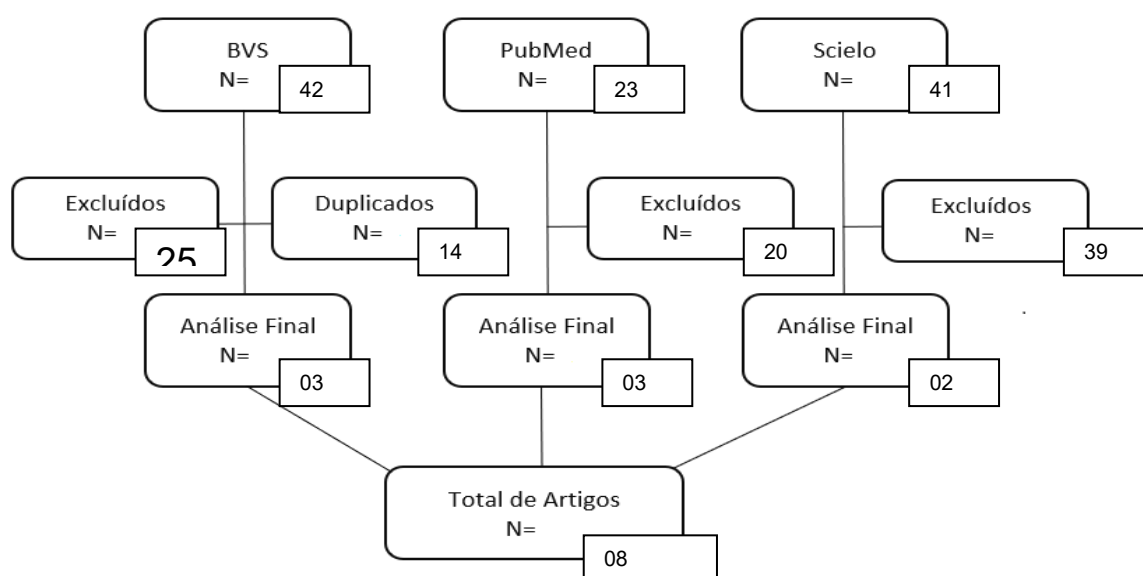 BVS
N=
42
PubMed
N=
23
Scielo
N=
41
Excluídos
N=
25
Duplicados
N=
14
Excluídos
N=
20
Excluídos
N=
39
Análise Final
N=
03
Análise Final
N=
03
Análise Final
N=
02
Total de Artigos
N=
08